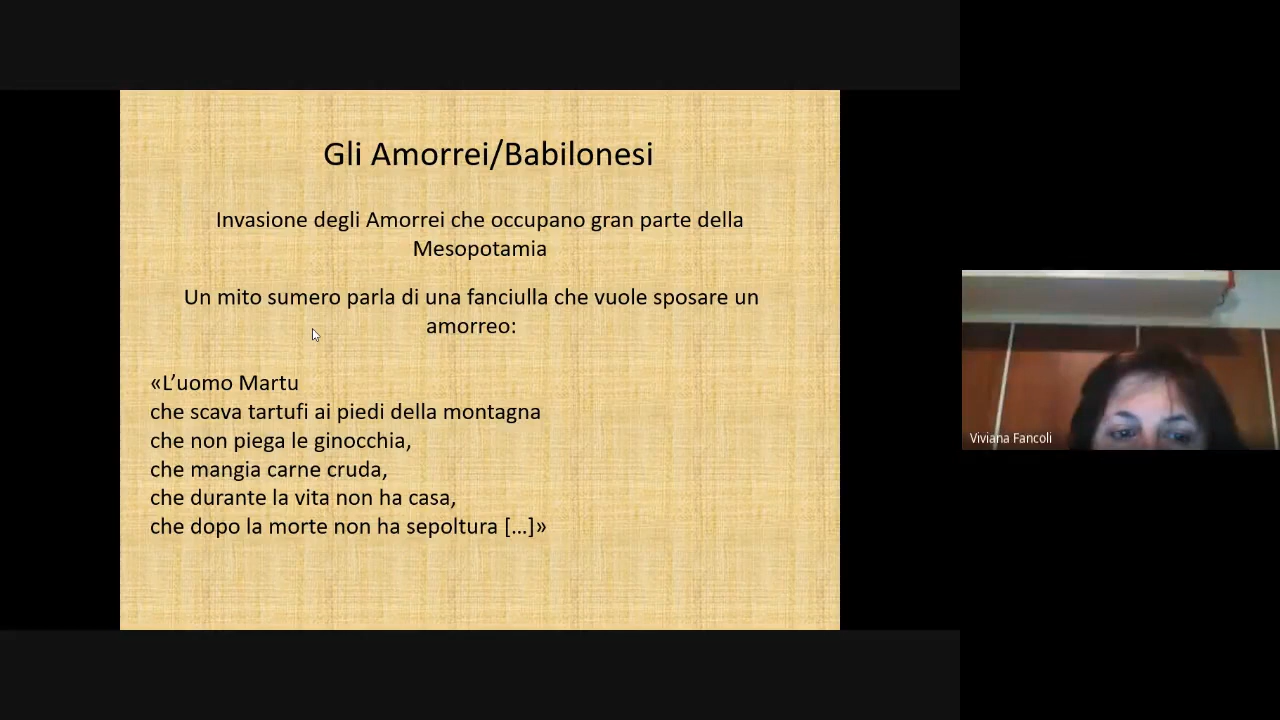 Gli Amorrei/Babilonesi
Invasione degli Amorrei che occupano gran parte della
Mesopotamia
Un mito sumero parla di una fanciulla che vuole sposare un
amorreo:
«L’uomo Martu
che scava tartufi ai piedi della montagna
che non piega le ginocchia,
che mangia carne cruda,
che durante la vita non ha casa,
che dopo la morte non ha sepoltura […]»
Viviana Fancoli